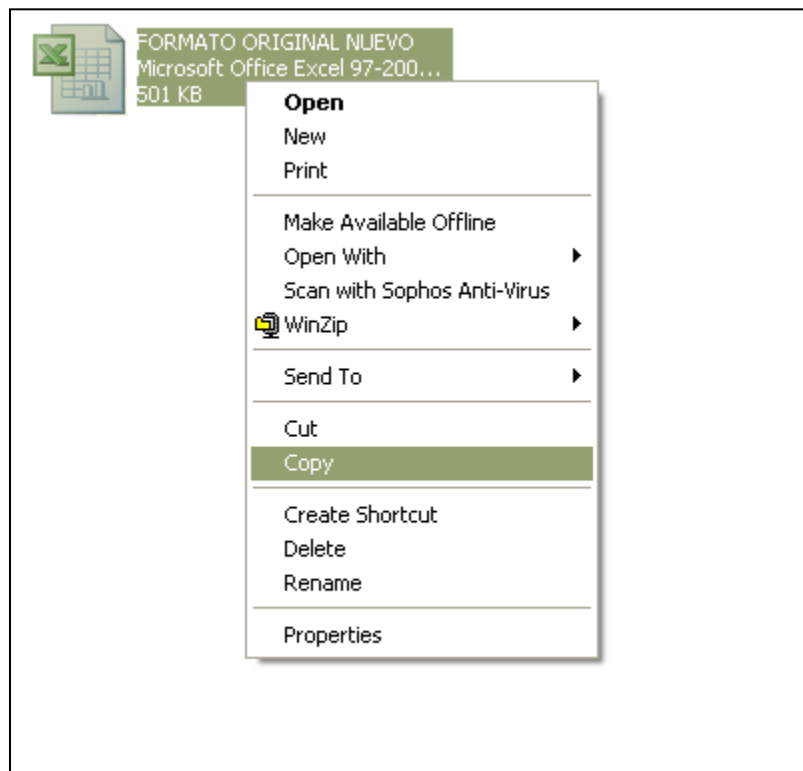 FORMATO ORIGINAL NUEVO
Microsoft Office Excel 97-200...
501 KB
Open
New
Print
Make Available Offline
Open With
Scan with Sophos Anti-Virus
WinZip
Send To
Cut
Copy
Create Shortcut
Delete
Rename
Properties